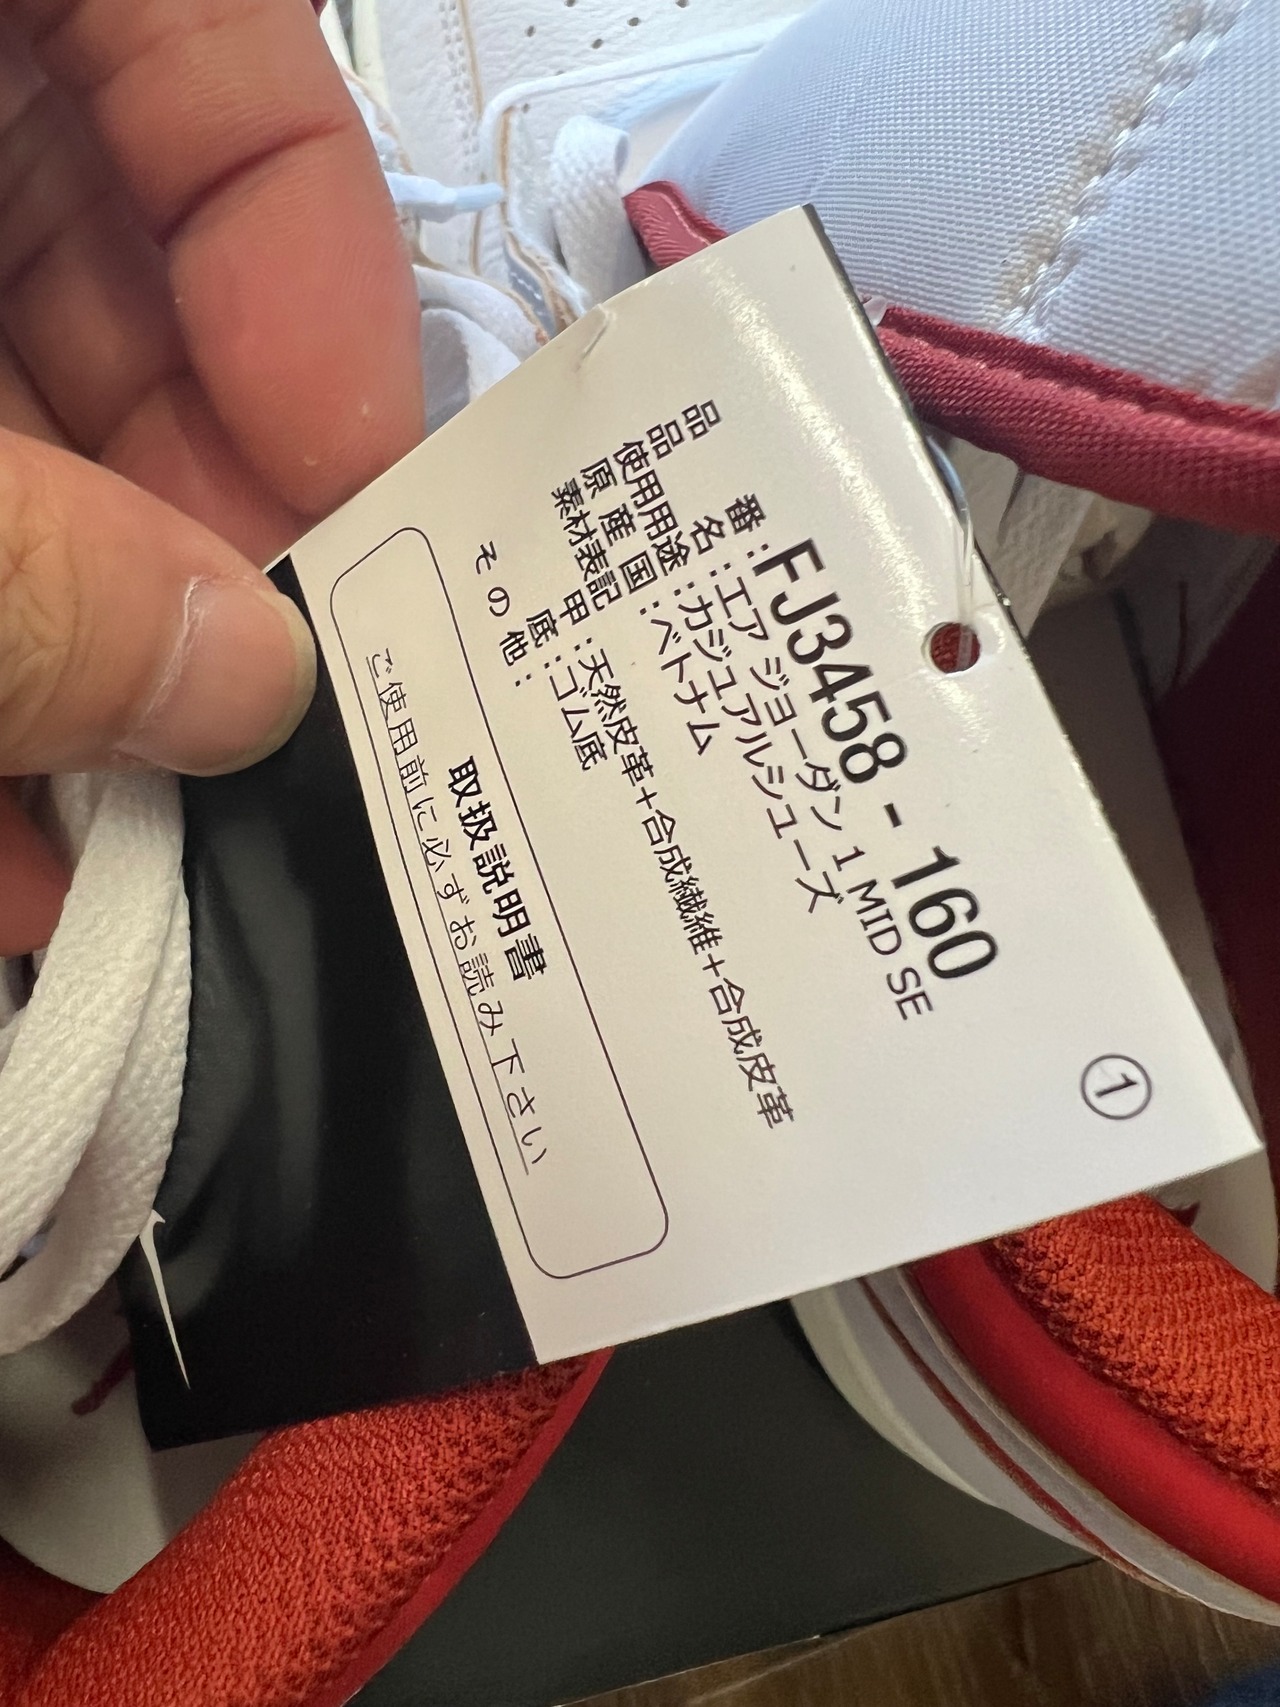 品番：FJ3458 - 160
品名：エア ジョーダン 1 MID SE
使用用途：カジュアルシューズ
原産国：ベトナム
素材表記 甲：天然皮革+合成繊維+合成皮革
底：ゴム底
その他：
取扱説明書
ご使用前に必ずお読み下さい
①